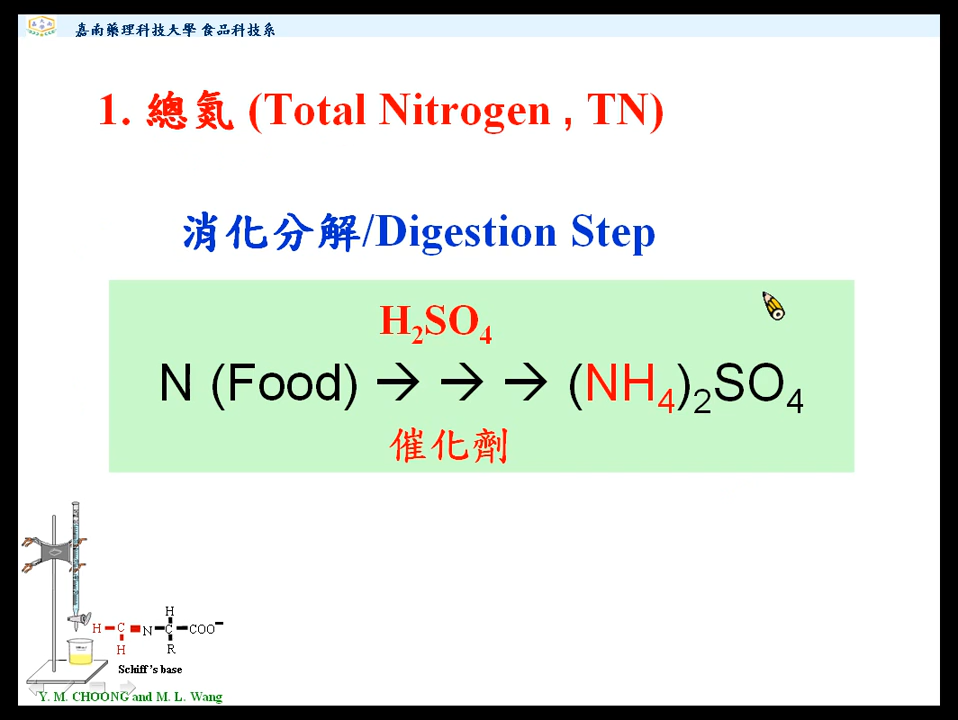 嘉南藥理科技大學 食品科技系
1. 總氮 (Total Nitrogen , TN)
消化分解/Digestion Step
H₂SO₄
N (Food) → → → (NH₄)₂SO₄
催化劑
H
H C N C COO⁻
H R
Schiff's base
Y. M. CHOONG and M. L. Wang